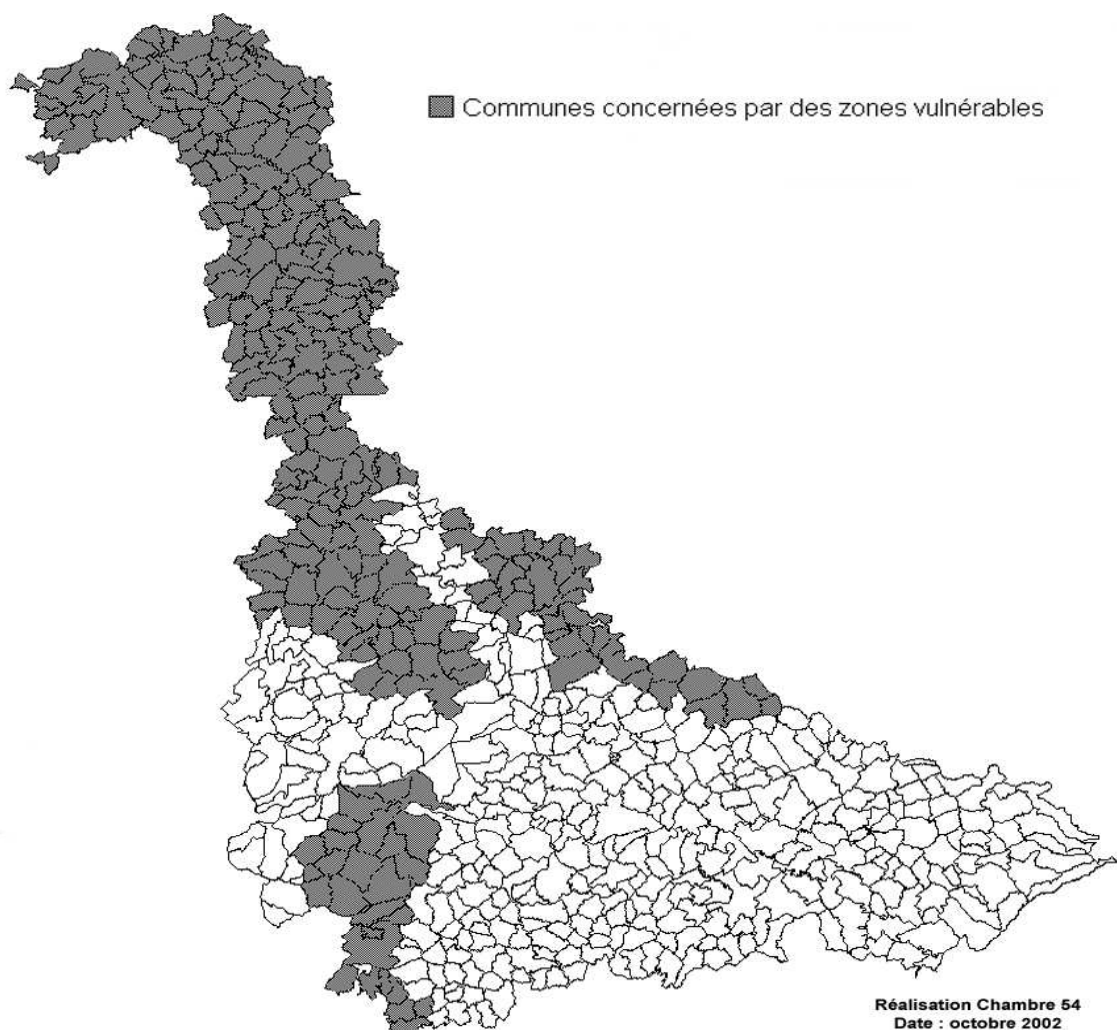 Communes concernées par des zones vulnérables
Réalisation Chambre 54
Date : octobre 2002